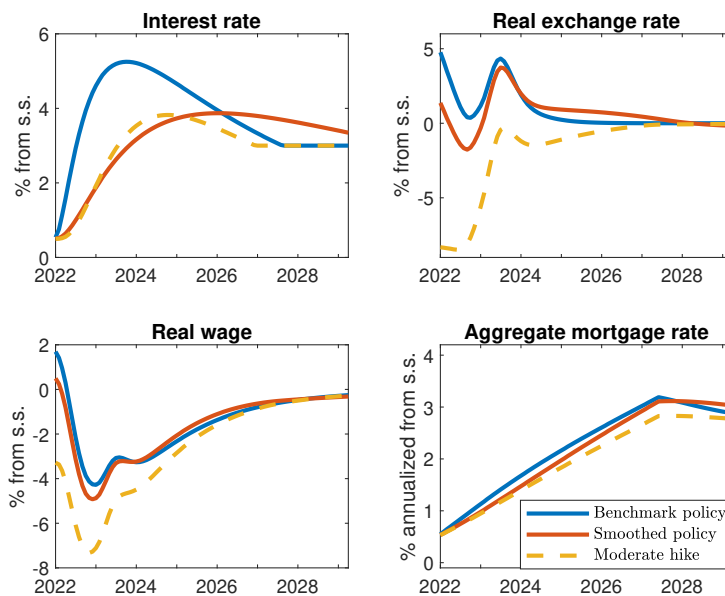 Interest rate
% from s.s.
6
4
2
0
2022 2024 2026 2028
Real exchange rate
% from s.s.
5
0
-5
2022 2024 2026 2028
Real wage
% from s.s.
2
0
-2
-4
-6
-8
2022 2024 2026 2028
Aggregate mortgage rate
% annualized from s.s.
4
3
2
1
0
2022 2024 2026 2028
Benchmark policy
Smoothed policy
Moderate hike